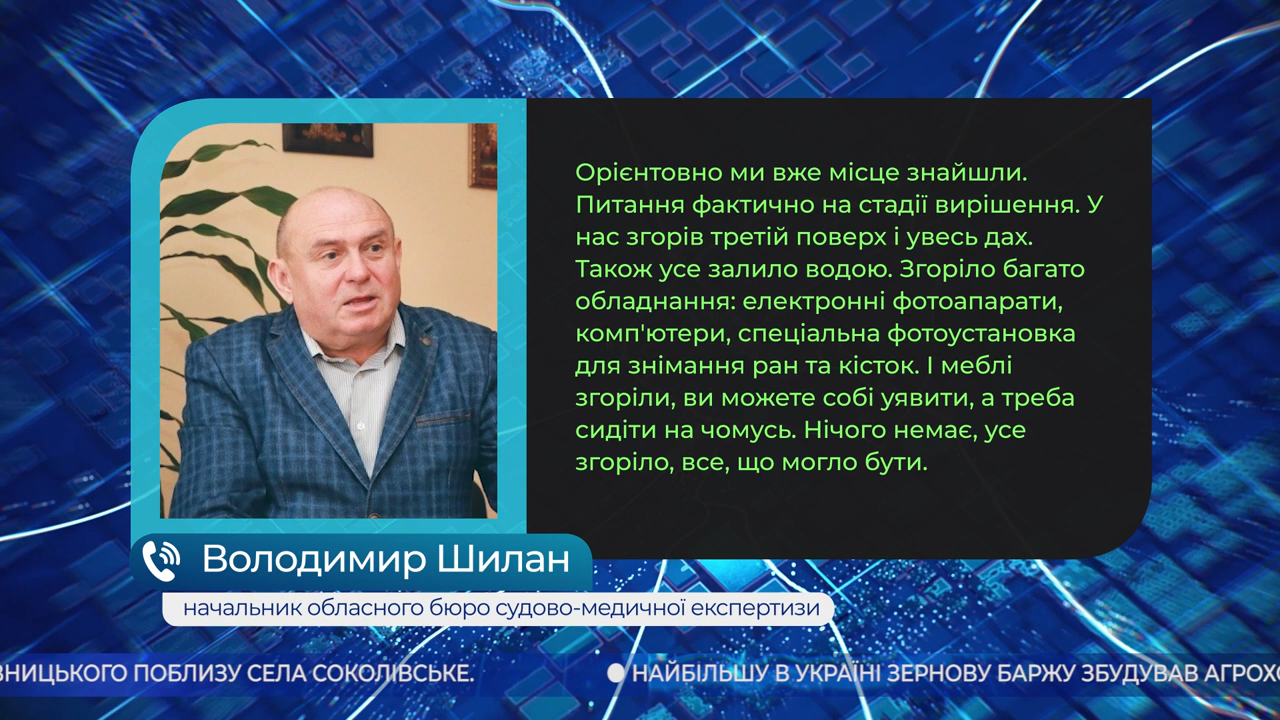 Орієнтовно ми вже місце знайшли.
Питання фактично на стадії вирішення. У
нас згорів третій поверх і увесь дах.
Також усе залило водою. Згоріло багато
обладнання: електронні фотоапарати,
комп'ютери, спеціальна фотоустановка
для знімання ран та кісток. І меблі
згоріли, ви можете собі уявити, а треба
сидіти на чомусь. Нічого немає, усе
згоріло, все, що могло бути.
Володимир Шилан
начальник обласного бюро судово-медичної експертизи
ПОБЛИЗУ СЕЛА СОКОЛІВСЬКЕ.
НАЙБІЛЬШУ В УКРАЇНІ ЗЕРНОВУ БАРЖУ ЗБУДУВАВ